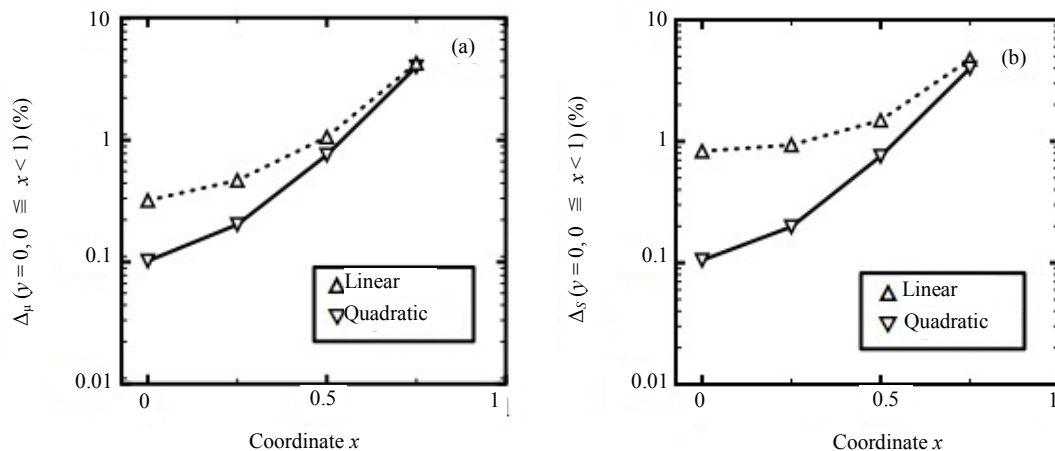 10
1
0.1
0.01
Δμ (y = 0, 0 ≦ x < 1) (%)
(a)
Linear
Quadratic
0
0.5
1
Coordinate x
10
1
0.1
0.01
ΔS (y = 0, 0 ≦ x < 1) (%)
(b)
Linear
Quadratic
0
0.5
1
Coordinate x